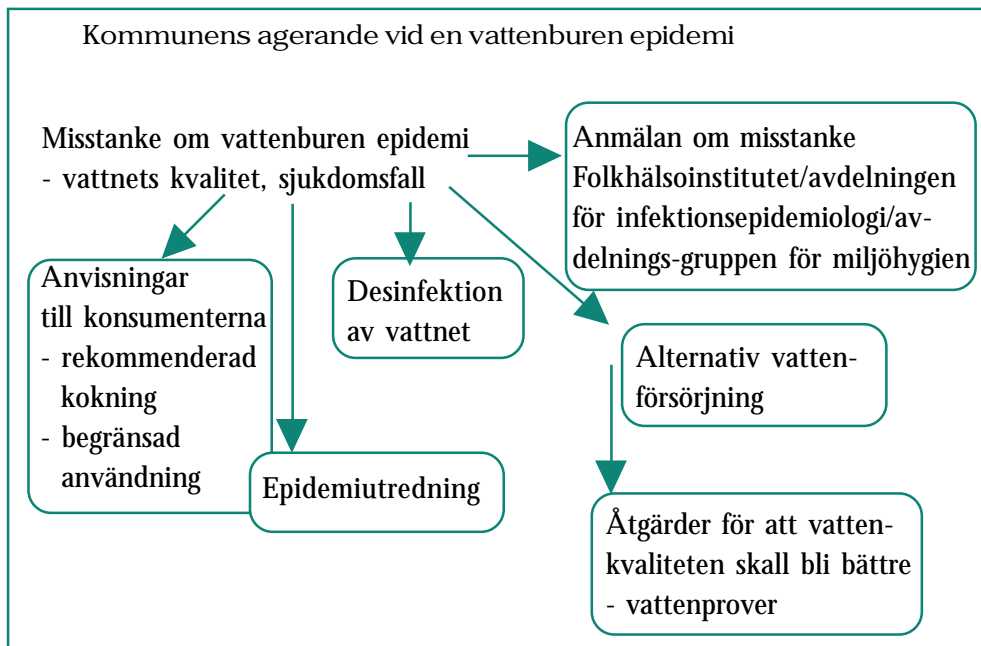 Kommunens agerande vid en vattenburen epidemi
Misstanke om vattenburen epidemi
- vattnets kvalitet, sjukdomsfall
Anmälan om misstanke
Folkhälsoinstitutet/avdelningen
för infektionsepidemiologi/av-
delnings-gruppen för miljöhygien
Anvisningar
till konsumenterna
- rekommenderad
kokning
- begränsad
användning
Desinfektion
av vattnet
Alternativ vatten-
försörjning
Epidemiutredning
Åtgärder för att vatten-
kvaliteten skall bli bättre
- vattenprover